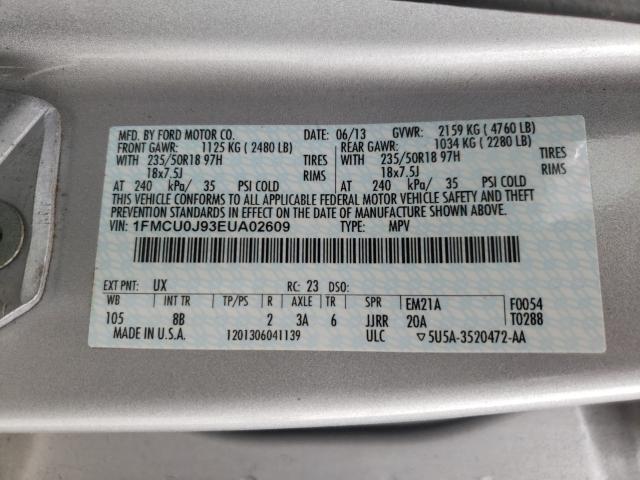 MFD. BY FORD MOTOR CO. DATE: 06/13 GVWR: 2159 KG ( 4760 LB)
FRONT GAWR: 1125 KG ( 2480 LB) REAR GAWR: 1034 KG ( 2280 LB)
WITH 235/50R18 97H TIRES WITH 235/50R18 97H TIRES
18x7.5J RIMS 18x7.5J RIMS
AT 240 kPa/ 35 PSI COLD AT 240 kPa/ 35 PSI COLD
THIS VEHICLE CONFORMS TO ALL APPLICABLE FEDERAL MOTOR VEHICLE SAFETY AND THEFT
PREVENTION STANDARDS IN EFFECT ON THE DATE OF MANUFACTURE SHOWN ABOVE.
VIN: 1FMCU0J93EUA02609 TYPE: MPV
EXT PNT: UX RC: 23 DSO:
WB INT TR TP/PS R AXLE TR SPR EM21A F0054
105 8B 2 3A 6 JJRR 20A T0288
MADE IN U.S.A. 1201306041139 ULC ▽5U5A-3520472-AA